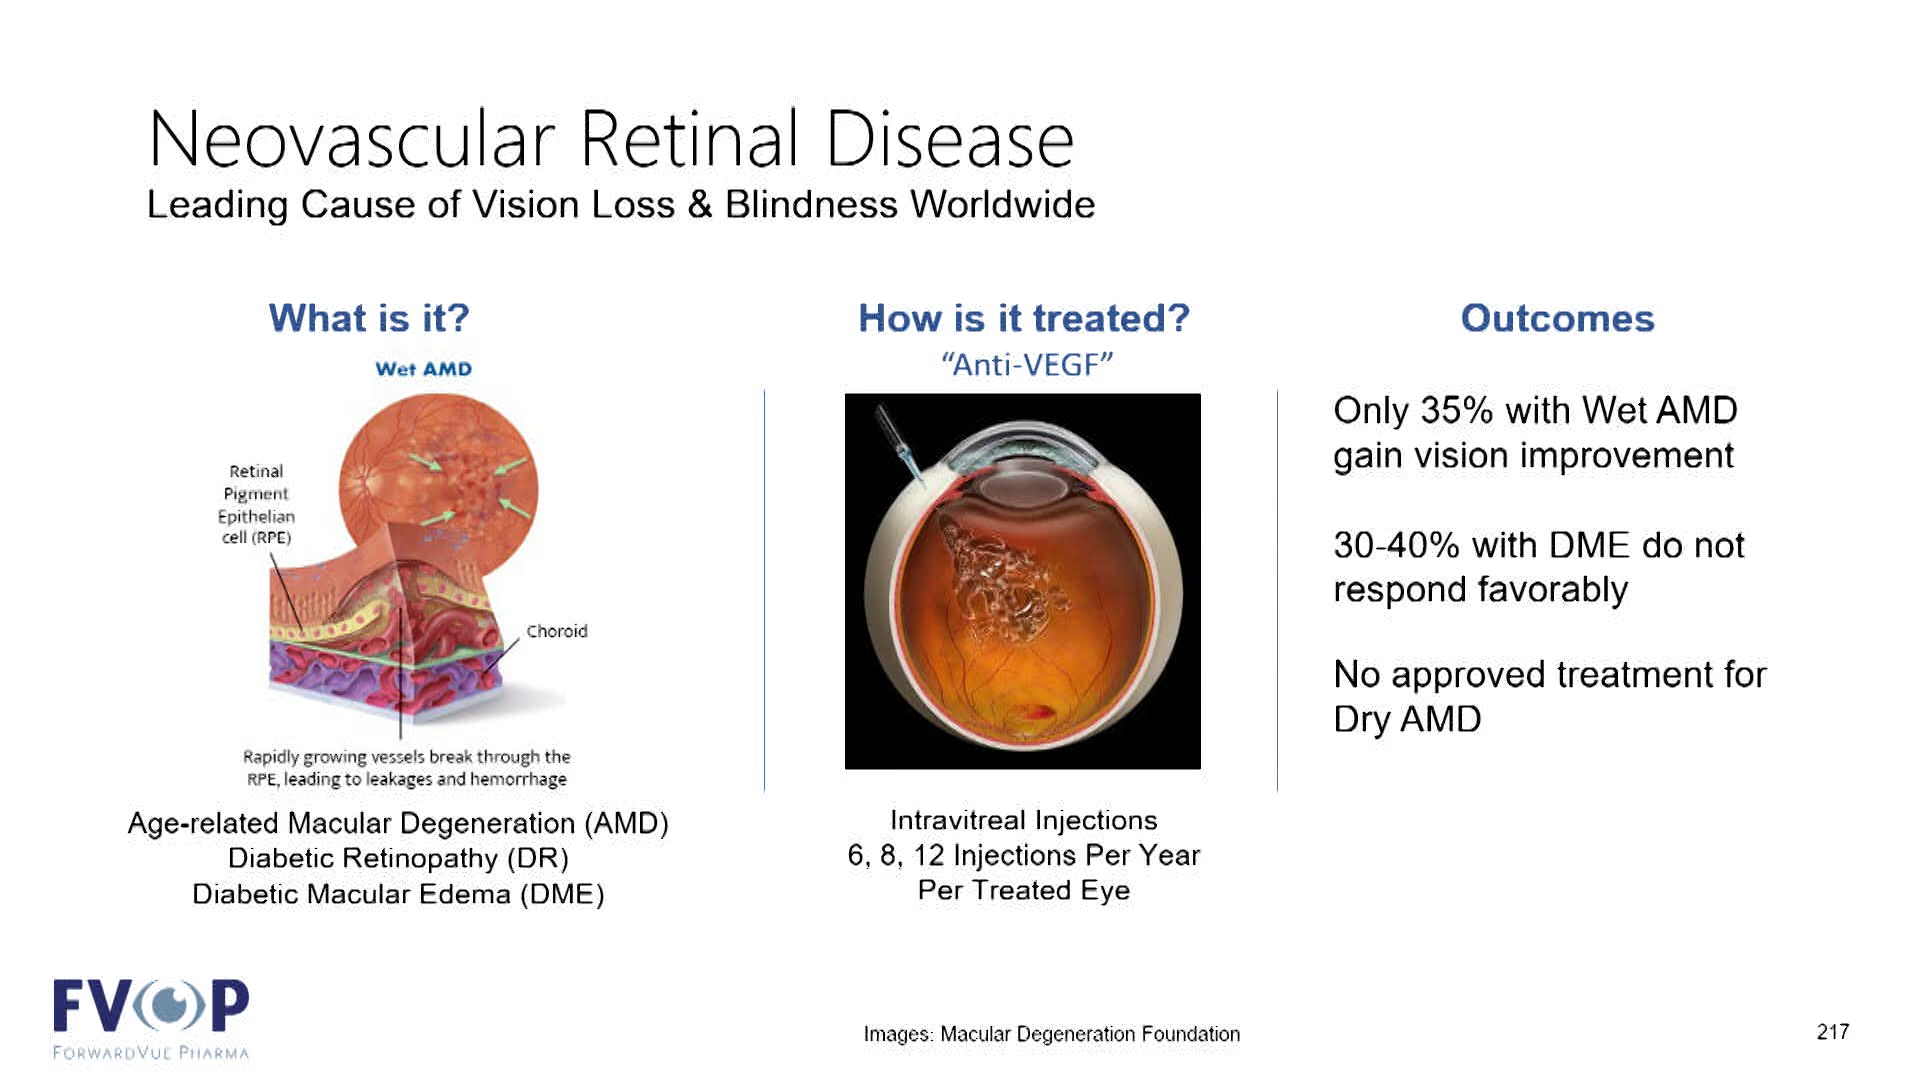 Neovascular Retinal Disease
Leading Cause of Vision Loss & Blindness Worldwide
What is it?
Wet AMD
Retinal
Pigment
Epithelian
cell (RPE)
Choroid
Rapidly growing vessels break through the
RPE, leading to leakages and hemorrhage
Age-related Macular Degeneration (AMD)
Diabetic Retinopathy (DR)
Diabetic Macular Edema (DME)
How is it treated?
“Anti-VEGF”
Intravitreal Injections
6, 8, 12 Injections Per Year
Per Treated Eye
Outcomes
Only 35% with Wet AMD
gain vision improvement
30-40% with DME do not
respond favorably
No approved treatment for
Dry AMD
FVOP
FORWARDVUE PHARMA
Images: Macular Degeneration Foundation
217